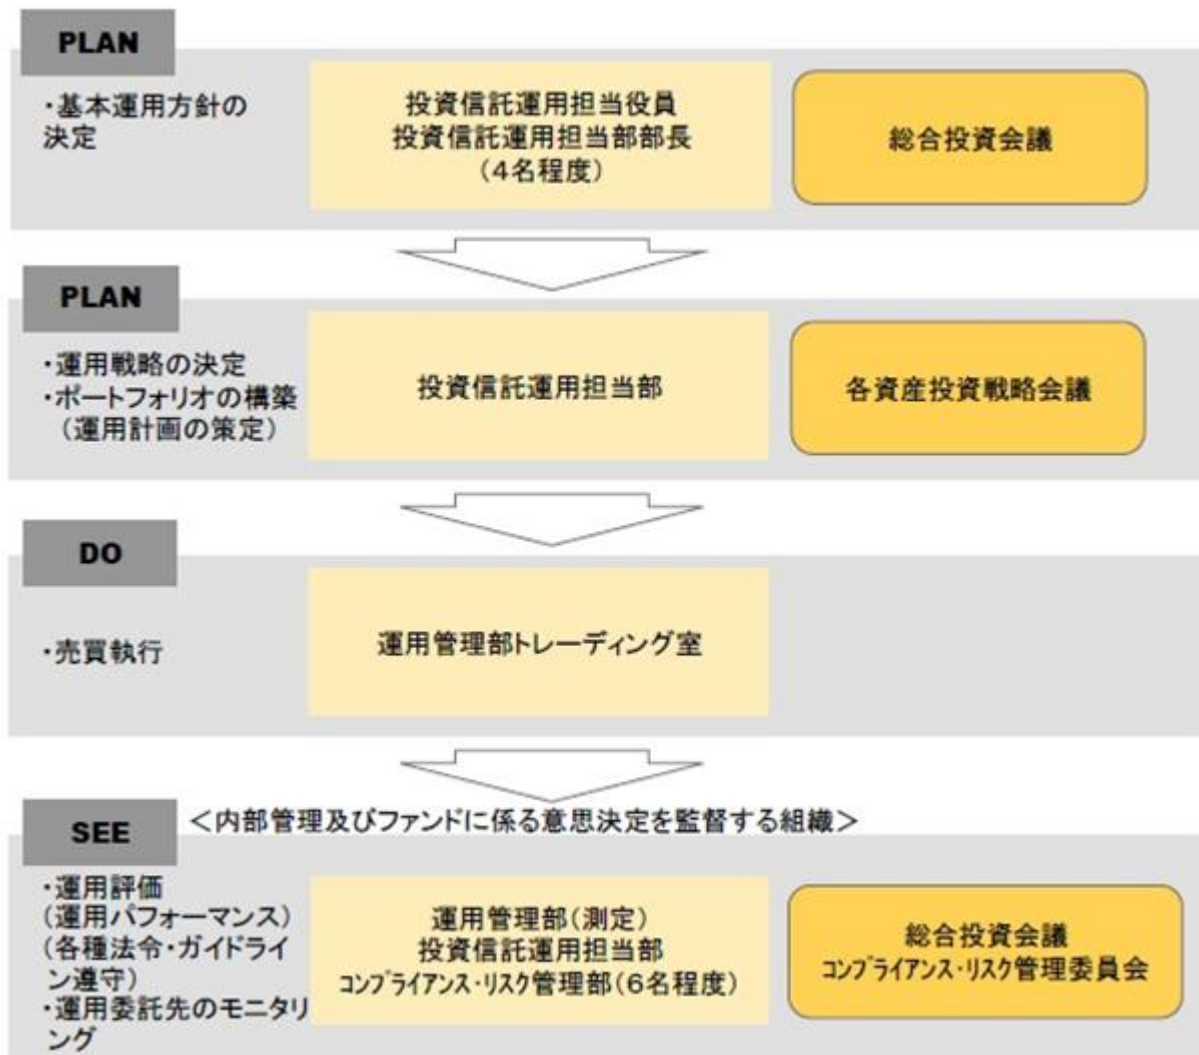 PLAN
・基本運用方針の
決定
投資信託運用担当役員
投資信託運用担当部部長
(4名程度)
総合投資会議
PLAN
・運用戦略の決定
・ポートフォリオの構築
(運用計画の策定)
投資信託運用担当部
各資産投資戦略会議
DO
・売買執行
運用管理部トレーディング室
SEE
＜内部管理及びファンドに係る意思決定を監督する組織＞
・運用評価
(運用パフォーマンス)
(各種法令・ガイドライ
ン遵守)
・運用委託先のモニタリ
ング
運用管理部(測定)
投資信託運用担当部
コンプライアンス・リスク管理部(6名程度)
総合投資会議
コンプライアンス・リスク管理委員会